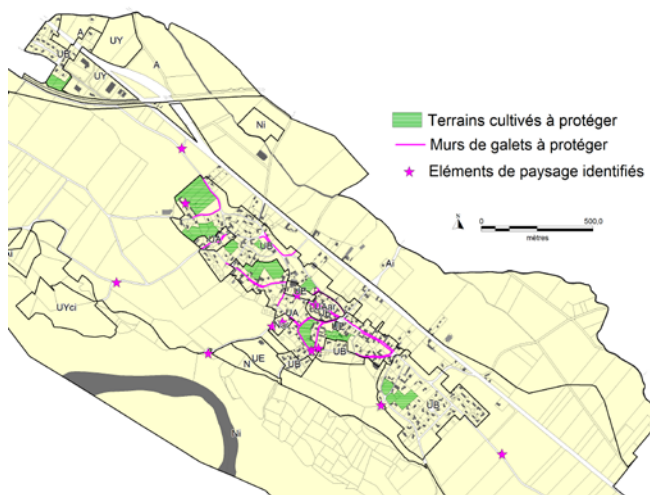 A
UY
UB
A
UY
Ni
Terrains cultivés à protéger
Murs de galets à protéger
Eléments de paysage identifiés
N
0 500,0
mètres
UB
Ai
UYci
UA
UE
UB
N UE
UB
UB
Ni